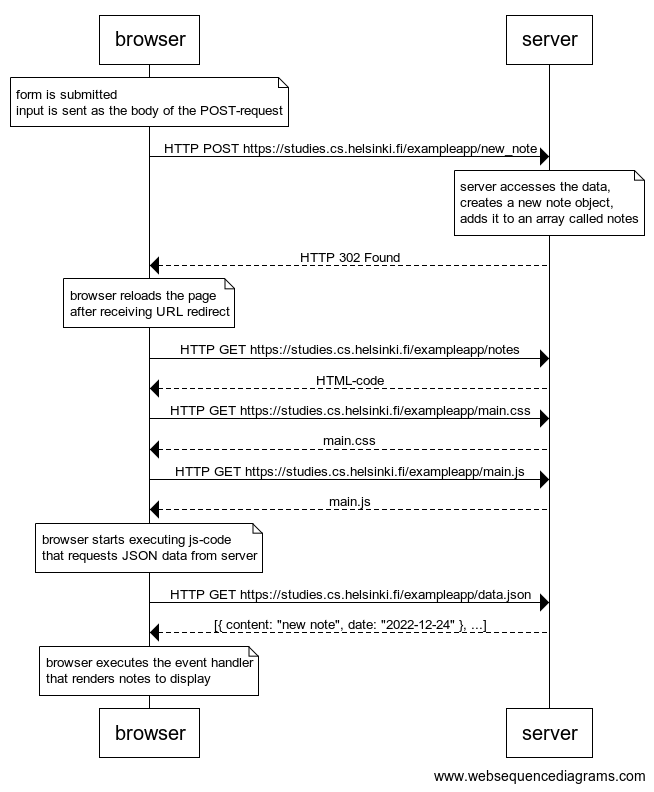 browser
server
form is submitted
input is sent as the body of the POST-request
HTTP POST https://studies.cs.helsinki.fi/exampleapp/new_note
server accesses the data,
creates a new note object,
adds it to an array called notes
HTTP 302 Found
browser reloads the page
after receiving URL redirect
HTTP GET https://studies.cs.helsinki.fi/exampleapp/notes
HTML-code
HTTP GET https://studies.cs.helsinki.fi/exampleapp/main.css
main.css
HTTP GET https://studies.cs.helsinki.fi/exampleapp/main.js
main.js
browser starts executing js-code
that requests JSON data from server
HTTP GET https://studies.cs.helsinki.fi/exampleapp/data.json
[{ content: "new note", date: "2022-12-24" }, ...]
browser executes the event handler
that renders notes to display
browser
server
www.websequencediagrams.com